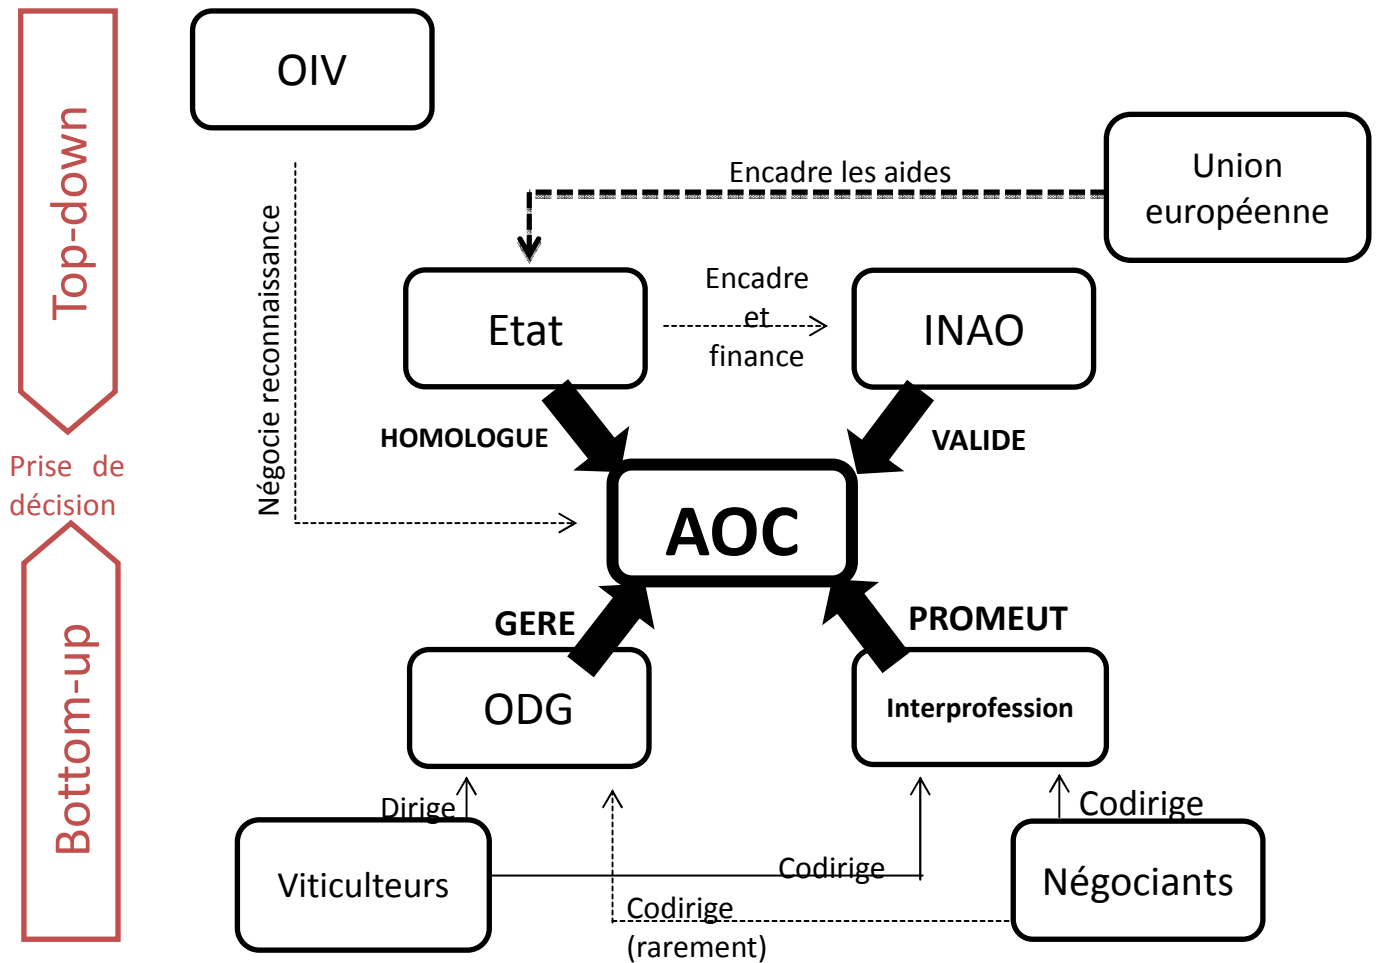 OIV
Top-down
Union
européenne
Encadre les aides
Négocie reconnaissance
Etat
Encadre
et
finance
INAO
HOMOLOGUE
VALIDE
Prise de
décision
AOC
GERE
PROMEUT
ODG
Interprofession
Bottom-up
Dirige
Codirige
Viticulteurs
Codirige
Négociants
Codirige
(rarement)